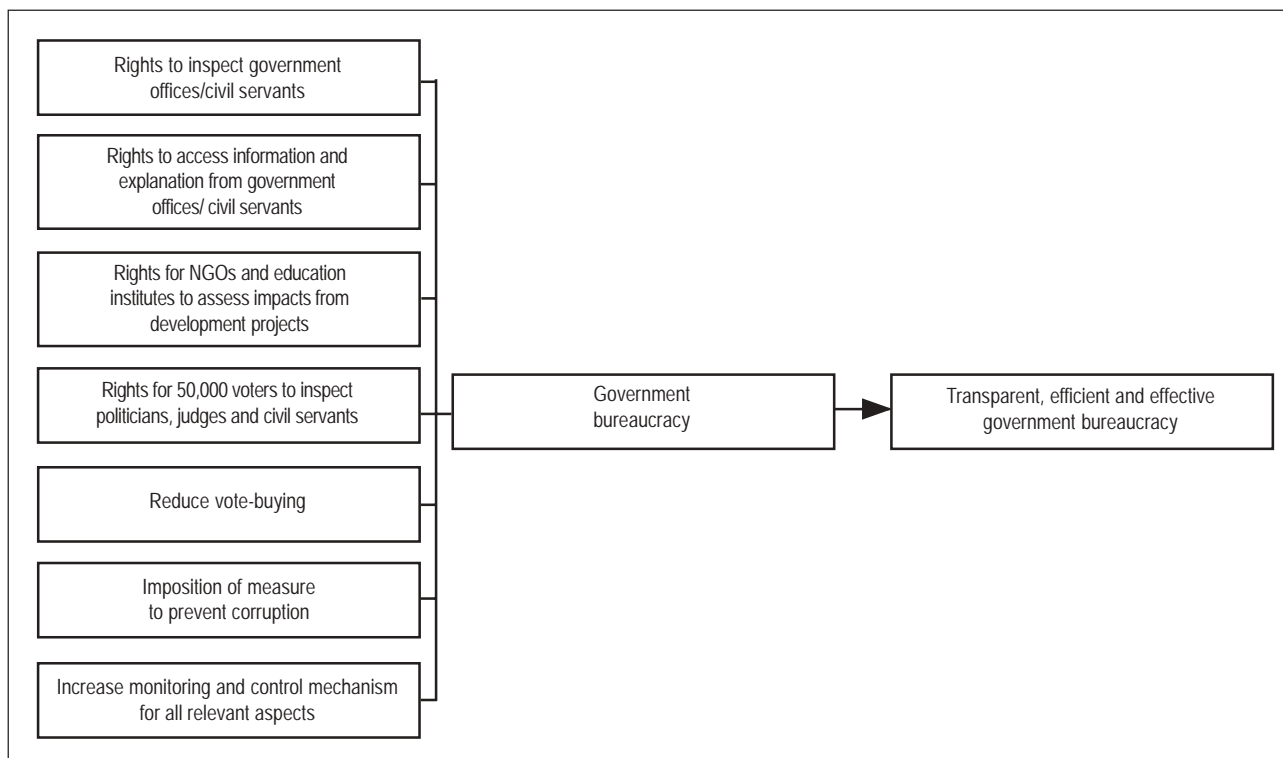 Rights to inspect government
offices/civil servants
Rights to access information and
explanation from government
offices/ civil servants
Rights for NGOs and education
institutes to assess impacts from
development projects
Rights for 50,000 voters to inspect
politicians, judges and civil servants
Reduce vote-buying
Imposition of measure
to prevent corruption
Increase monitoring and control mechanism
for all relevant aspects
Government
bureaucracy
Transparent, efficient and effective
government bureaucracy